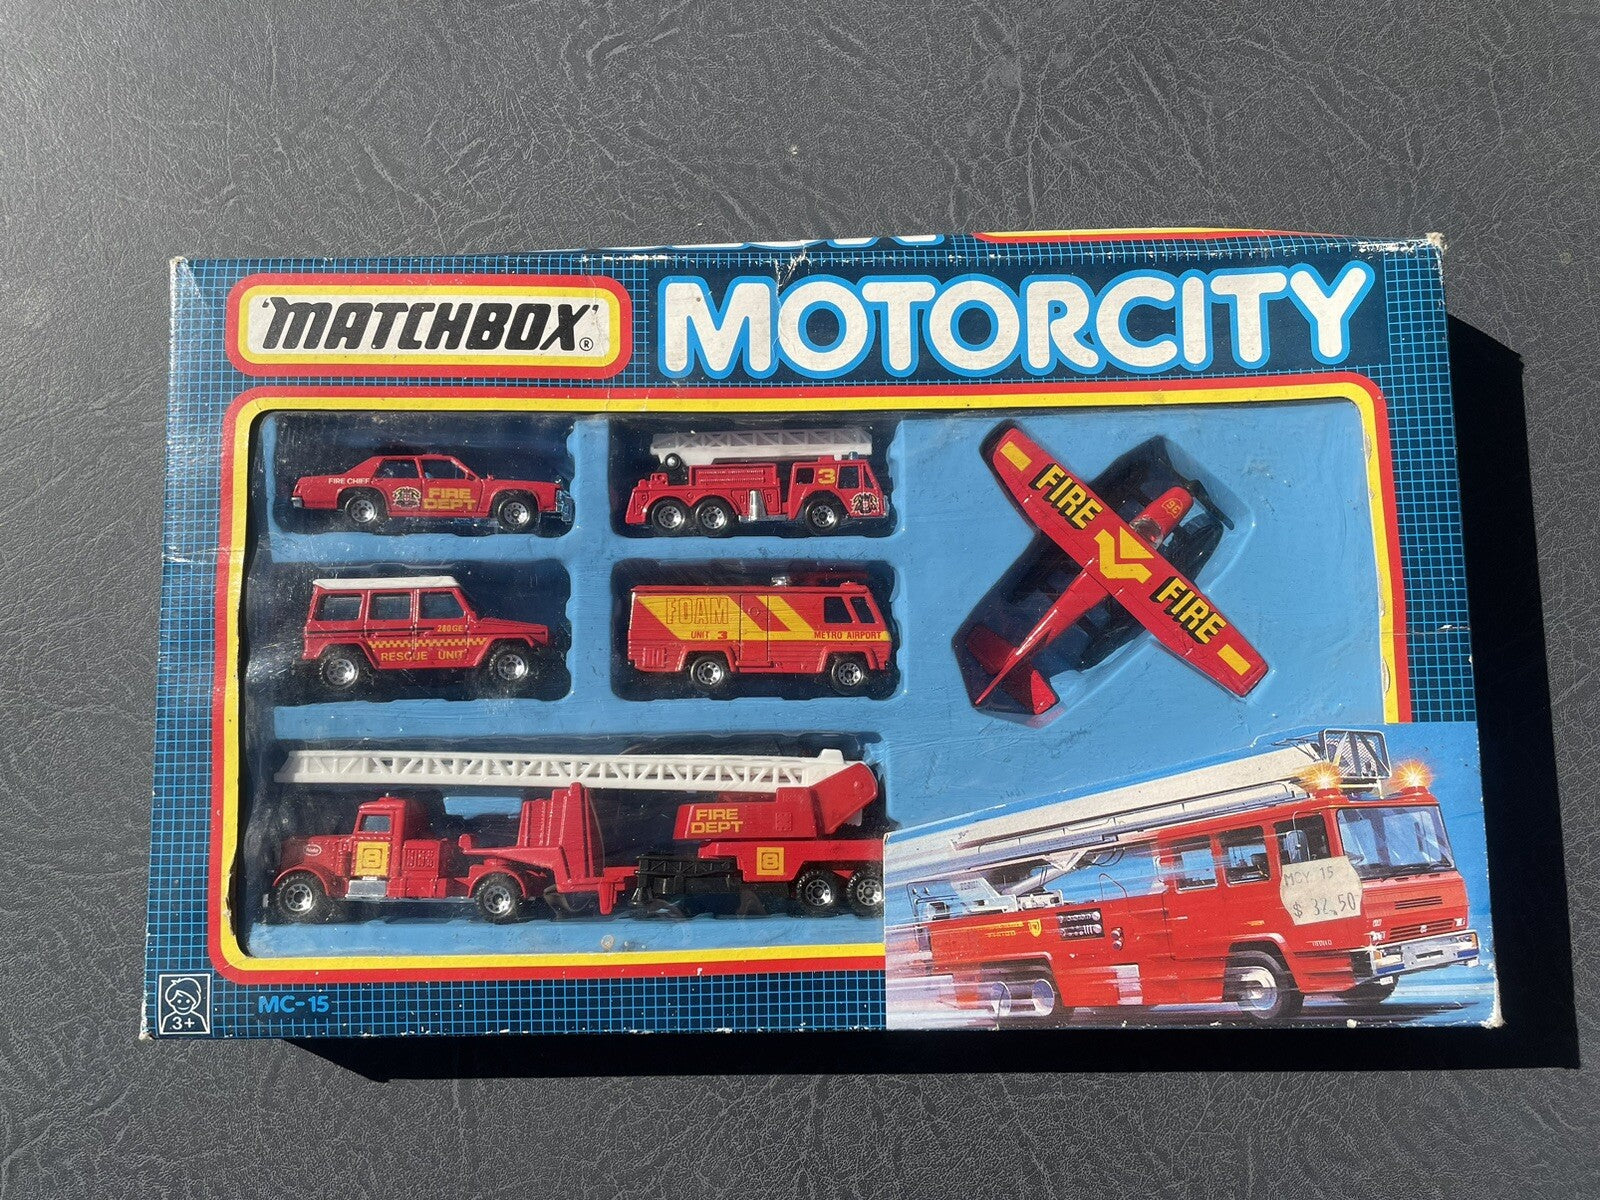 'MATCHBOX' ®
MOTORCITY
FIRE CHIEF
FIRE
DEPT
3
FIRE
FIRE
280GE
RESCUE UNIT
FOAM
UNIT 3
METRO AIRPORT
FIRE
DEPT
8
8
MCY 15
$ 32.50
MC-15
3+